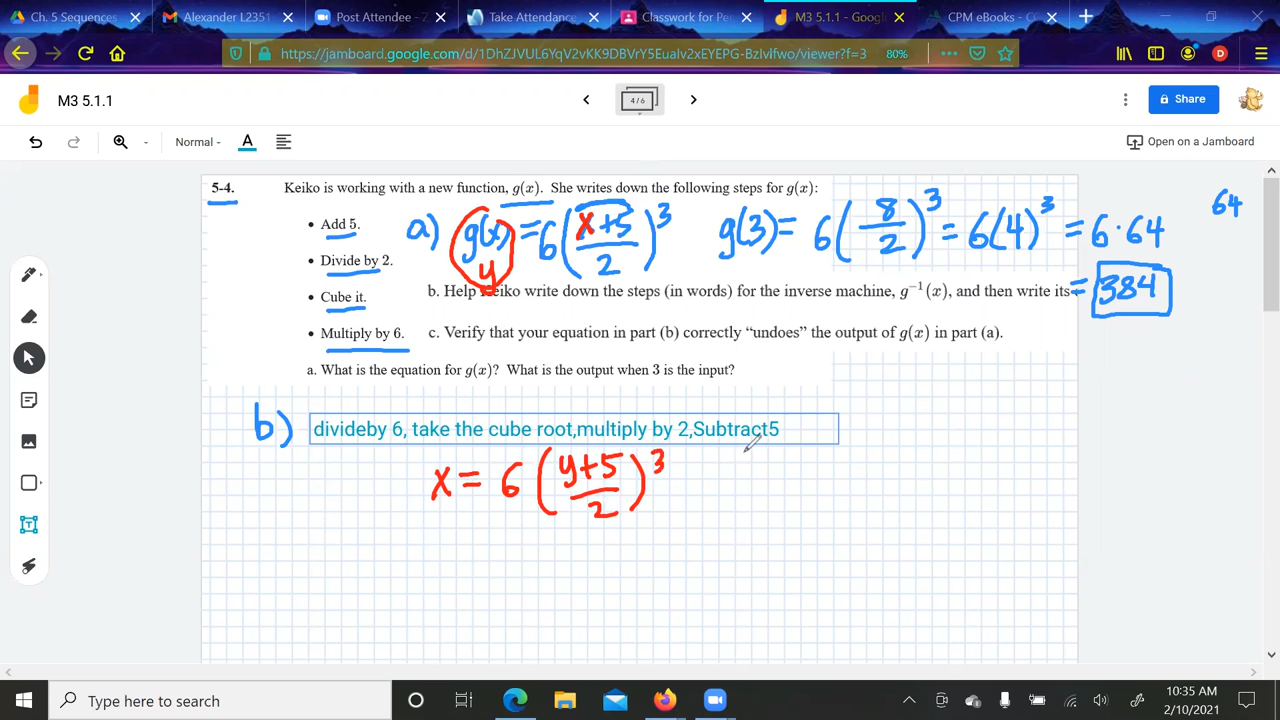 Ch. 5 Sequences
Alexander L2351
Post Attendee - Z
Take Attendance
Classwork for Per
M3 5.1.1 - Googl
CPM eBooks - CC
https://jamboard.google.com/d/1DhZJVUL6YqV2vKK9DBVrY5EuaIv2xEYEPG-BzIvlfwo/viewer?f=3
80%
D
M3 5.1.1
4/6
Share
Normal
A
Open on a Jamboard
5-4. Keiko is working with a new function, g(x). She writes down the following steps for g(x):
• Add 5.
• Divide by 2.
• Cube it.
• Multiply by 6.
a) g(x) = 6(x+5/2)³
y
g(3) = 6(8/2)³ = 6(4)³ = 6·64
64
= 384
b. Help Keiko write down the steps (in words) for the inverse machine, g⁻¹(x), and then write its
c. Verify that your equation in part (b) correctly “undoes” the output of g(x) in part (a).
a. What is the equation for g(x)? What is the output when 3 is the input?
b) divideby 6, take the cube root,multiply by 2,Subtract5
x = 6(y+5/2)³
Type here to search
10:35 AM
2/10/2021